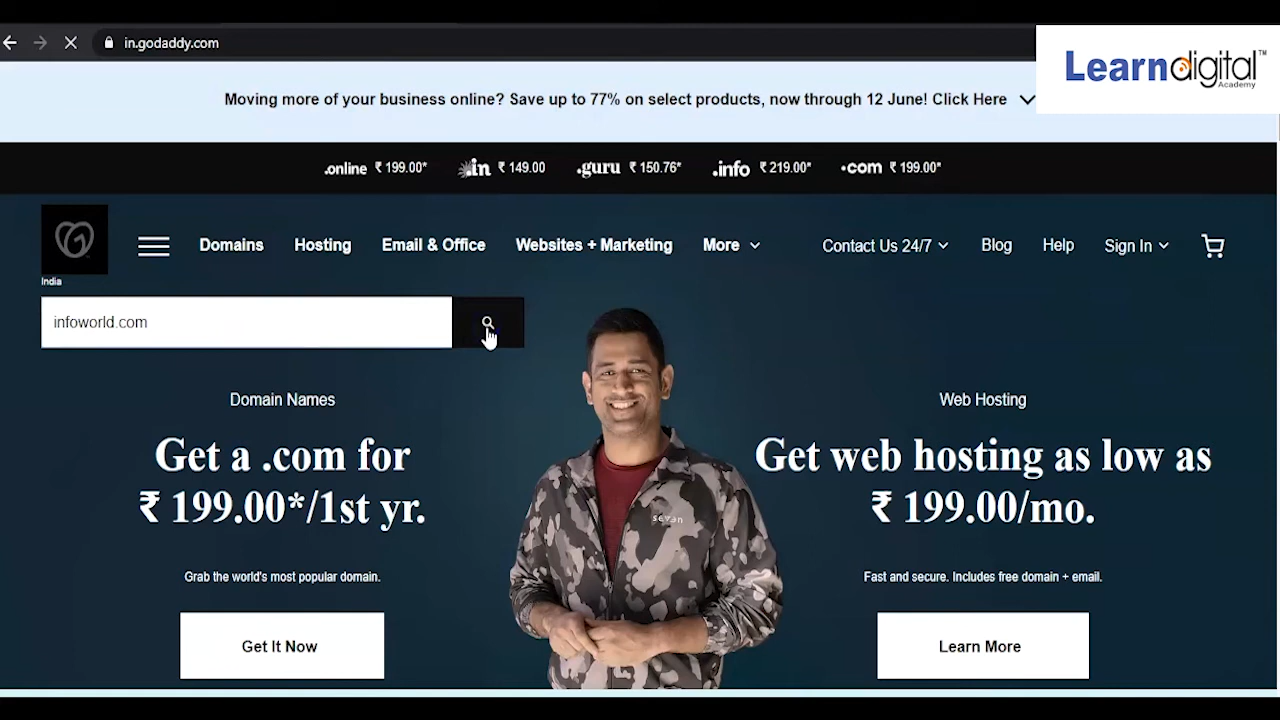 in.godaddy.com
Learndigital™
Academy
Moving more of your business online? Save up to 77% on select products, now through 12 June! Click Here
.online ₹ 199.00* .in ₹ 149.00 .guru ₹ 150.76* .info ₹ 219.00* .com ₹ 199.00*
Domains Hosting Email & Office Websites + Marketing More Contact Us 24/7 Blog Help Sign In
India
infoworld.com
Domain Names
Get a .com for
₹ 199.00*/1st yr.
Grab the world's most popular domain.
Get It Now
seven
Web Hosting
Get web hosting as low as
₹ 199.00/mo.
Fast and secure. Includes free domain + email.
Learn More